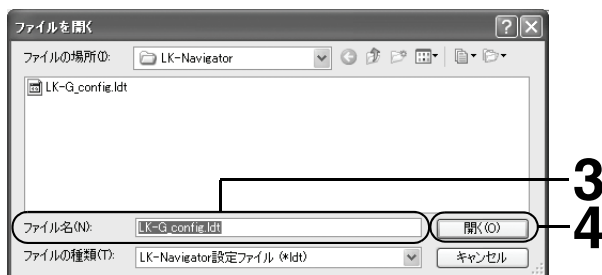 ファイルを開く
ファイルの場所(I): LK-Navigator
LK-G_config.ldt
3
ファイル名(N): LK-G_config.ldt 開く(O)
4
ファイルの種類(T): LK-Navigator設定ファイル (*ldt) キャンセル